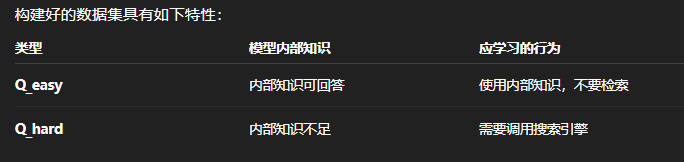 构建好的数据集具有如下特性：
类型 模型内部知识 应学习的行为
Q_easy 内部知识可回答 使用内部知识，不要检索
Q_hard 内部知识不足 需要调用搜索引擎